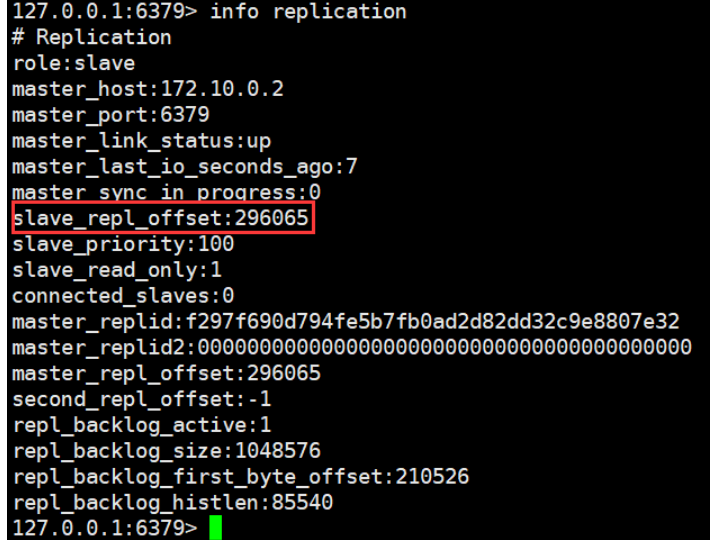 127.0.0.1:6379> info replication
# Replication
role:slave
master_host:172.10.0.2
master_port:6379
master_link_status:up
master_last_io_seconds_ago:7
master_sync_in_progress:0
slave_repl_offset:296065
slave_priority:100
slave_read_only:1
connected_slaves:0
master_replid:f297f690d794fe5b7fb0ad2d82dd32c9e8807e32
master_replid2:0000000000000000000000000000000000000000
master_repl_offset:296065
second_repl_offset:-1
repl_backlog_active:1
repl_backlog_size:1048576
repl_backlog_first_byte_offset:210526
repl_backlog_histlen:85540
127.0.0.1:6379>